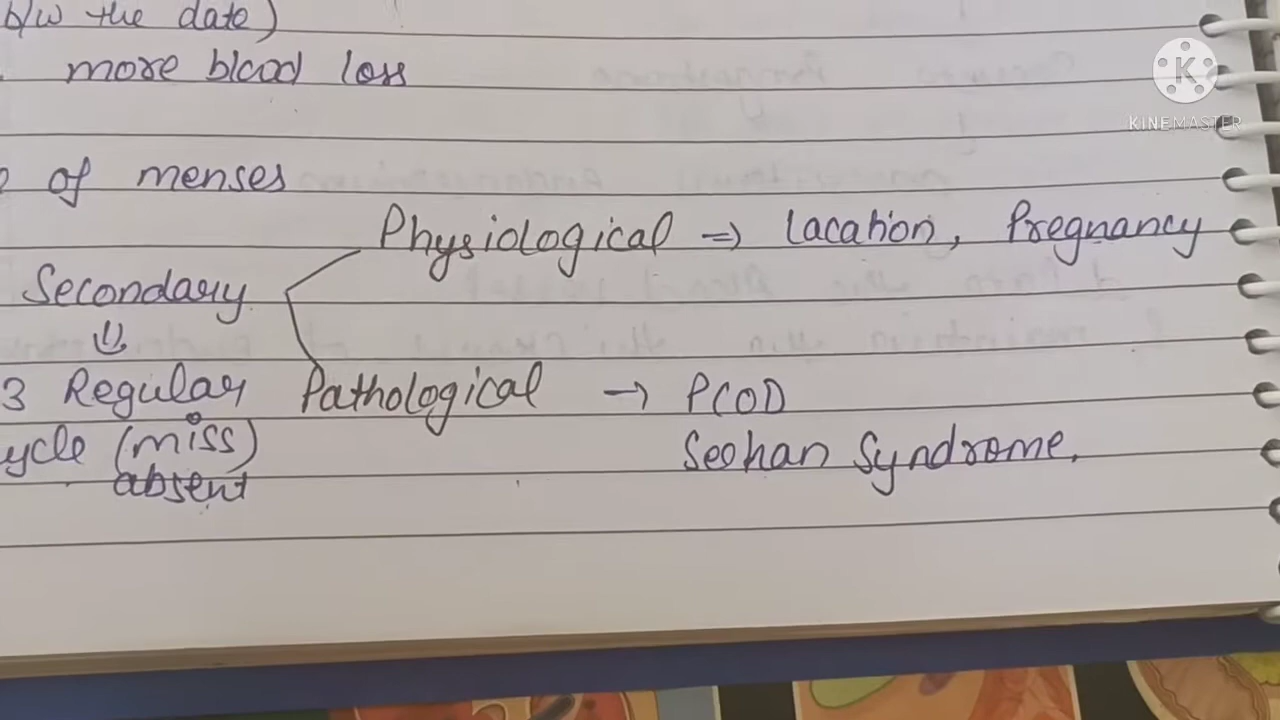 b/w the date)
more blood loss
of menses
Physiological => lacation, Pregnancy
Secondary
3 Regular Pathological → PCOD
ycle (miss) Seohan Syndrome.
absent
K
KINEMASTER